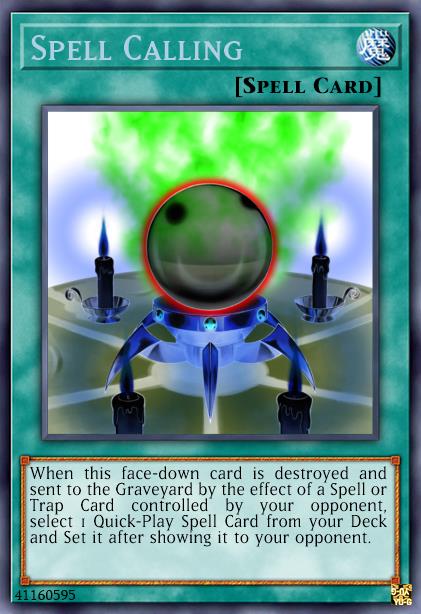 Spell Calling
魔
[Spell Card]
When this face-down card is destroyed and
sent to the Graveyard by the effect of a Spell or
Trap Card controlled by your opponent,
select 1 Quick-Play Spell Card from your Deck
and Set it after showing it to your opponent.
41160595